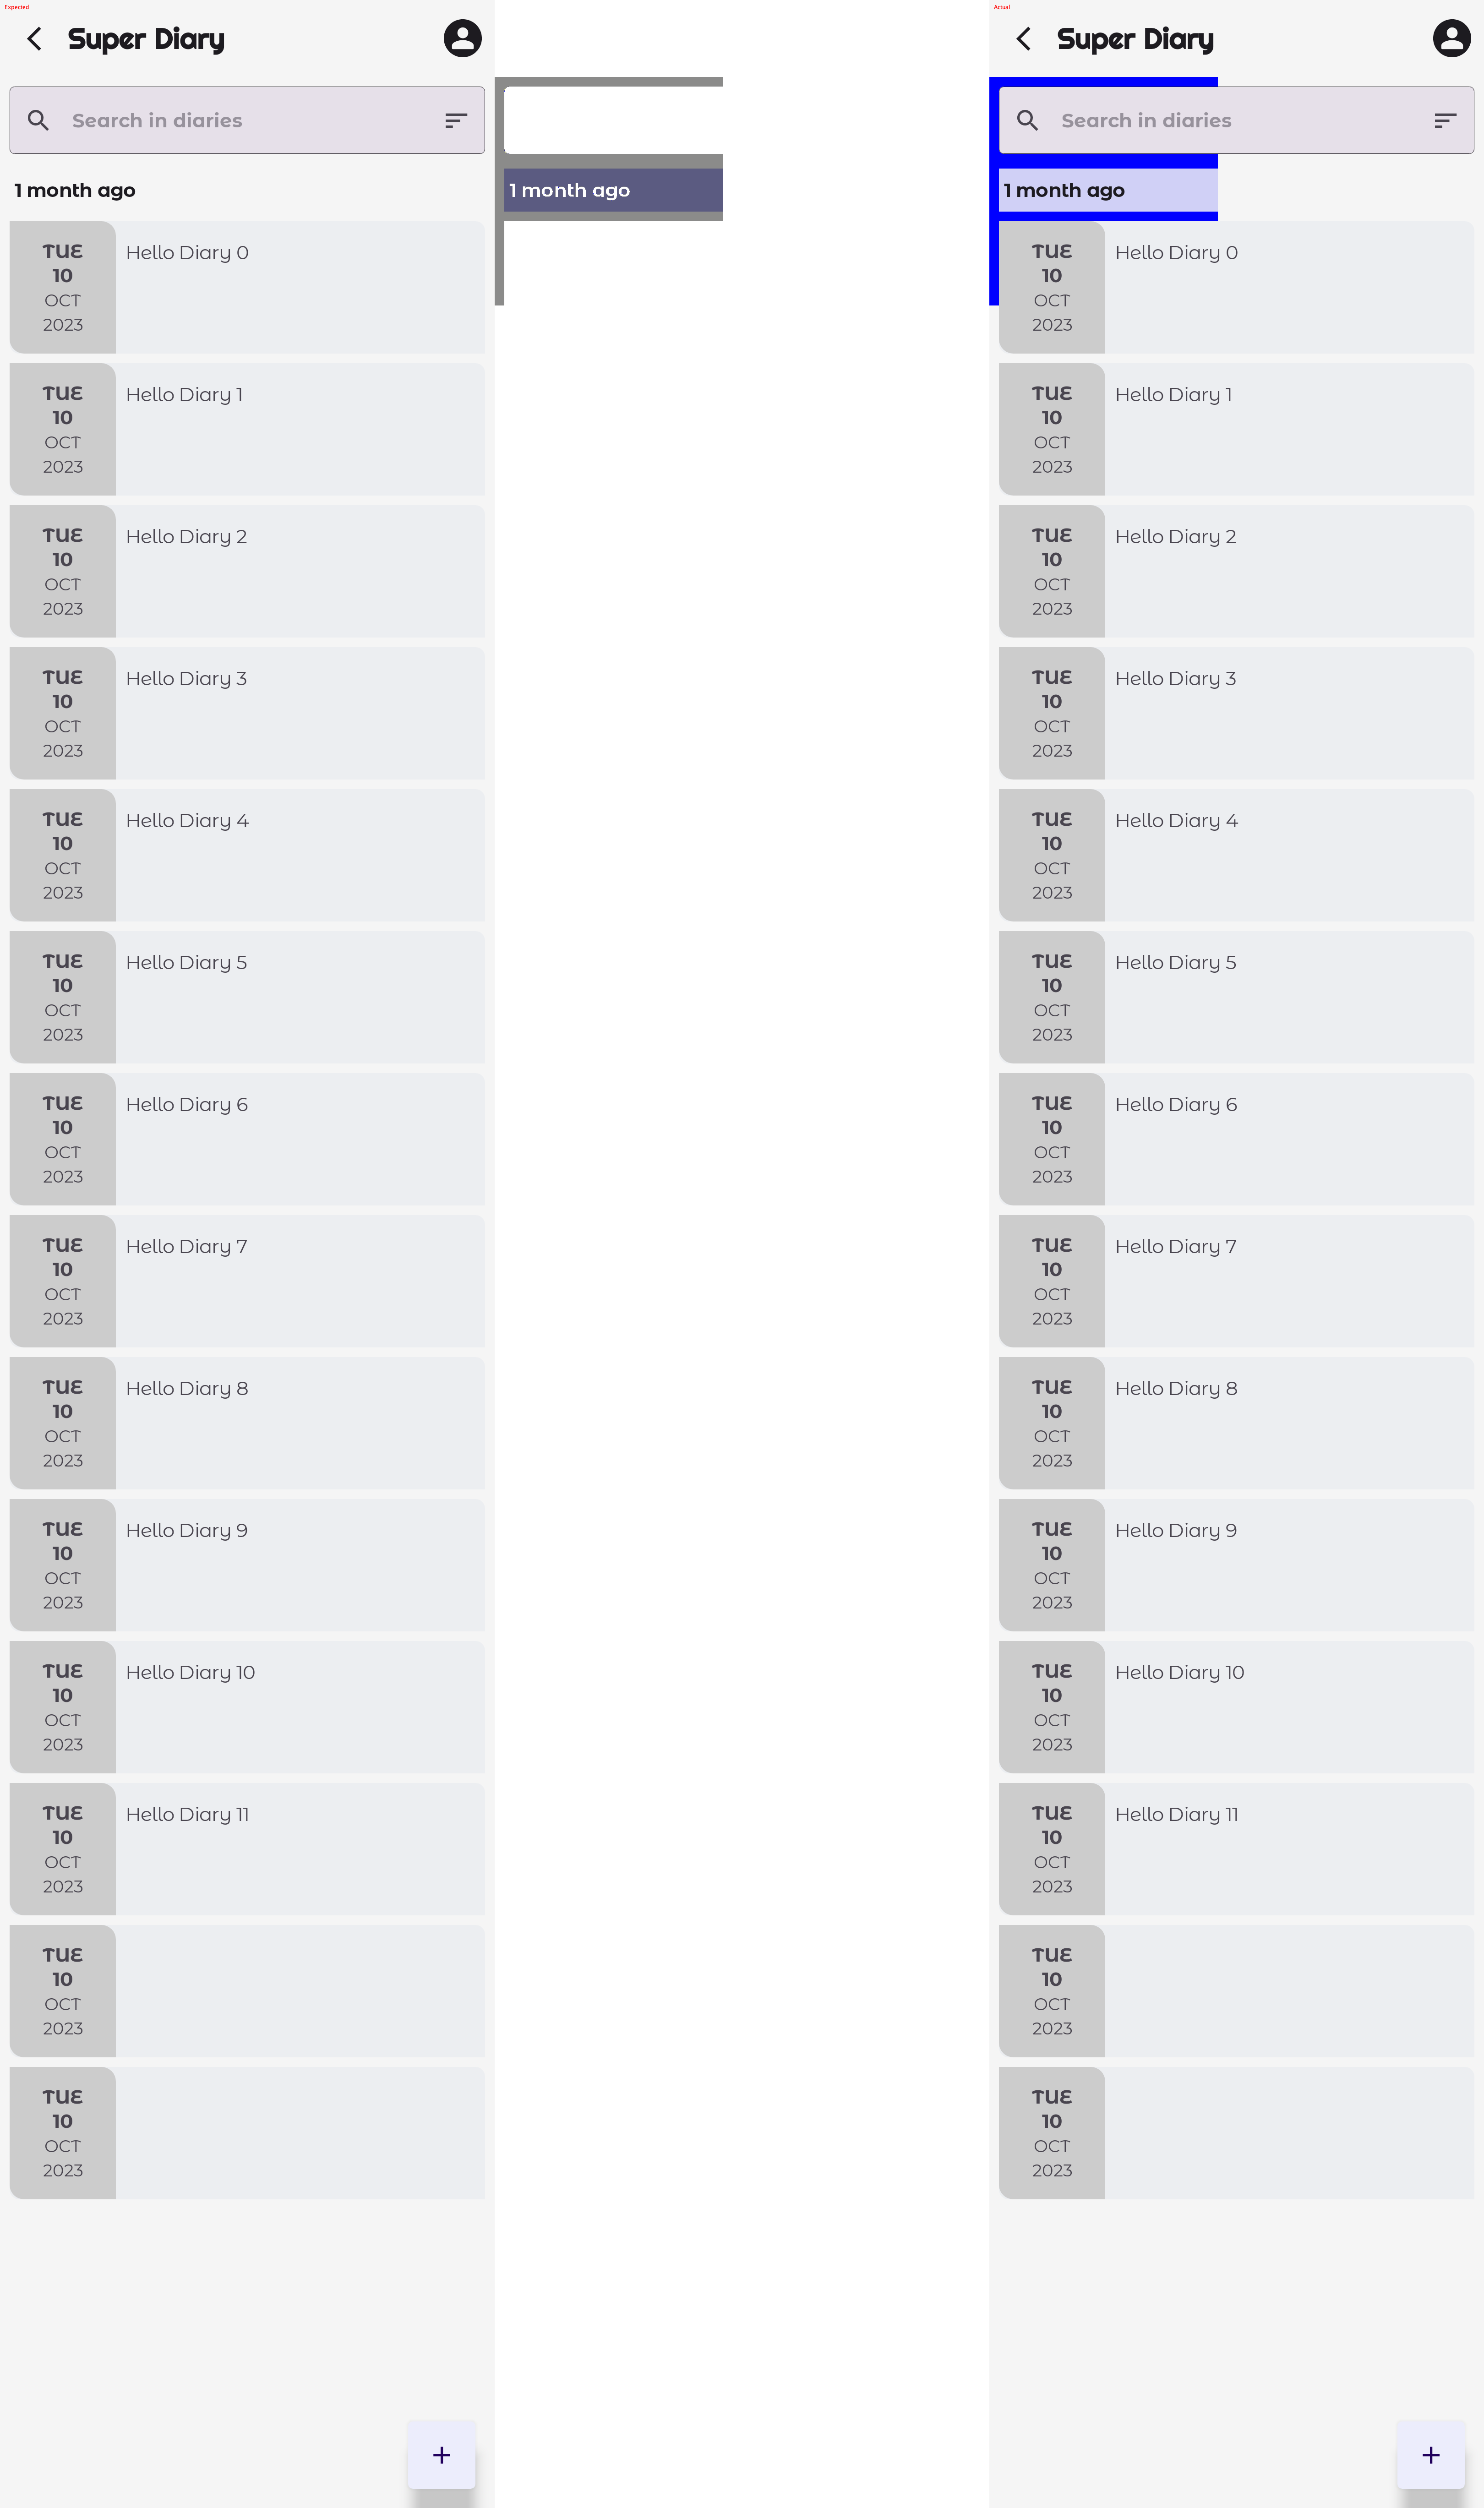 Expected
Super Diary
Search in diaries
1 month ago
TUE
10
OCT
2023
Hello Diary 0
TUE
10
OCT
2023
Hello Diary 1
TUE
10
OCT
2023
Hello Diary 2
TUE
10
OCT
2023
Hello Diary 3
TUE
10
OCT
2023
Hello Diary 4
TUE
10
OCT
2023
Hello Diary 5
TUE
10
OCT
2023
Hello Diary 6
TUE
10
OCT
2023
Hello Diary 7
TUE
10
OCT
2023
Hello Diary 8
TUE
10
OCT
2023
Hello Diary 9
TUE
10
OCT
2023
Hello Diary 10
TUE
10
OCT
2023
Hello Diary 11
TUE
10
OCT
2023
TUE
10
OCT
2023
1 month ago
Actual
Super Diary
Search in diaries
1 month ago
TUE
10
OCT
2023
Hello Diary 0
TUE
10
OCT
2023
Hello Diary 1
TUE
10
OCT
2023
Hello Diary 2
TUE
10
OCT
2023
Hello Diary 3
TUE
10
OCT
2023
Hello Diary 4
TUE
10
OCT
2023
Hello Diary 5
TUE
10
OCT
2023
Hello Diary 6
TUE
10
OCT
2023
Hello Diary 7
TUE
10
OCT
2023
Hello Diary 8
TUE
10
OCT
2023
Hello Diary 9
TUE
10
OCT
2023
Hello Diary 10
TUE
10
OCT
2023
Hello Diary 11
TUE
10
OCT
2023
TUE
10
OCT
2023